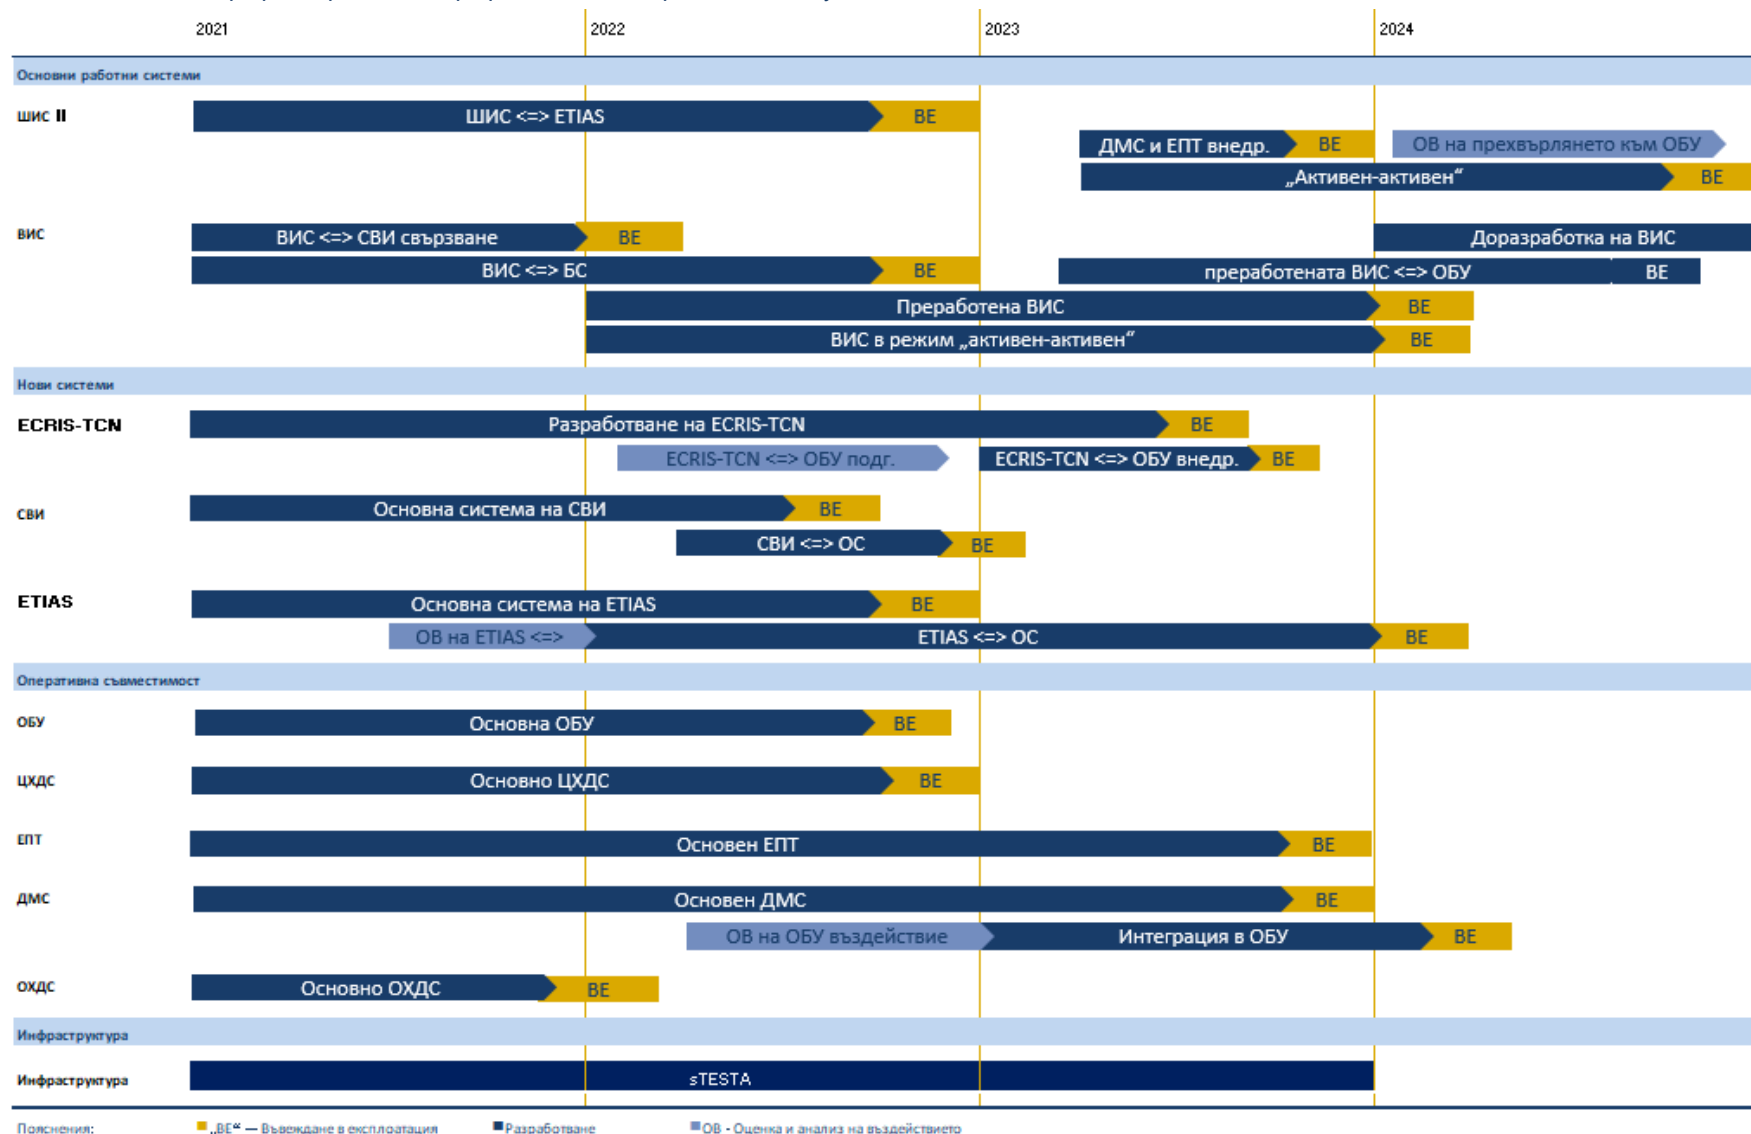 2021 2022 2023 2024
Основни работни системи
ШИС II
ШИС <=> ETIAS ВЕ
ДМС и ЕПТ внедр. ВЕ ОВ на прехвърлянето към ОБУ
„Активен-активен“ ВЕ
ВИС
ВИС <=> СВИ свързване ВЕ Доразработка на ВИС
ВИС <=> БС ВЕ преработената ВИС <=> ОБУ ВЕ
Преработена ВИС ВЕ
ВИС в режим „активен-активен“ ВЕ
Нови системи
ECRIS-TCN
Разработване на ECRIS-TCN ВЕ
ECRIS-TCN <=> ОБУ подг. ECRIS-TCN <=> ОБУ внедр. ВЕ
СВИ
Основна система на СВИ ВЕ
СВИ <=> ОС ВЕ
ETIAS
Основна система на ETIAS ВЕ
ОВ на ETIAS <=> ETIAS <=> ОС ВЕ
Оперативна съвместимост
ОБУ Основна ОБУ ВЕ
ЦХДС Основно ЦХДС ВЕ
ЕПТ Основен ЕПТ ВЕ
ДМС Основен ДМС ВЕ
ОВ на ОБУ въздействие Интеграция в ОБУ ВЕ
ОХДС Основно ОХДС ВЕ
Инфраструктура
Инфраструктура sTESTA
Пояснения: „ВЕ“ — Въвеждане в експлоатация Разработване ОВ - Оценка и анализ на въздействието